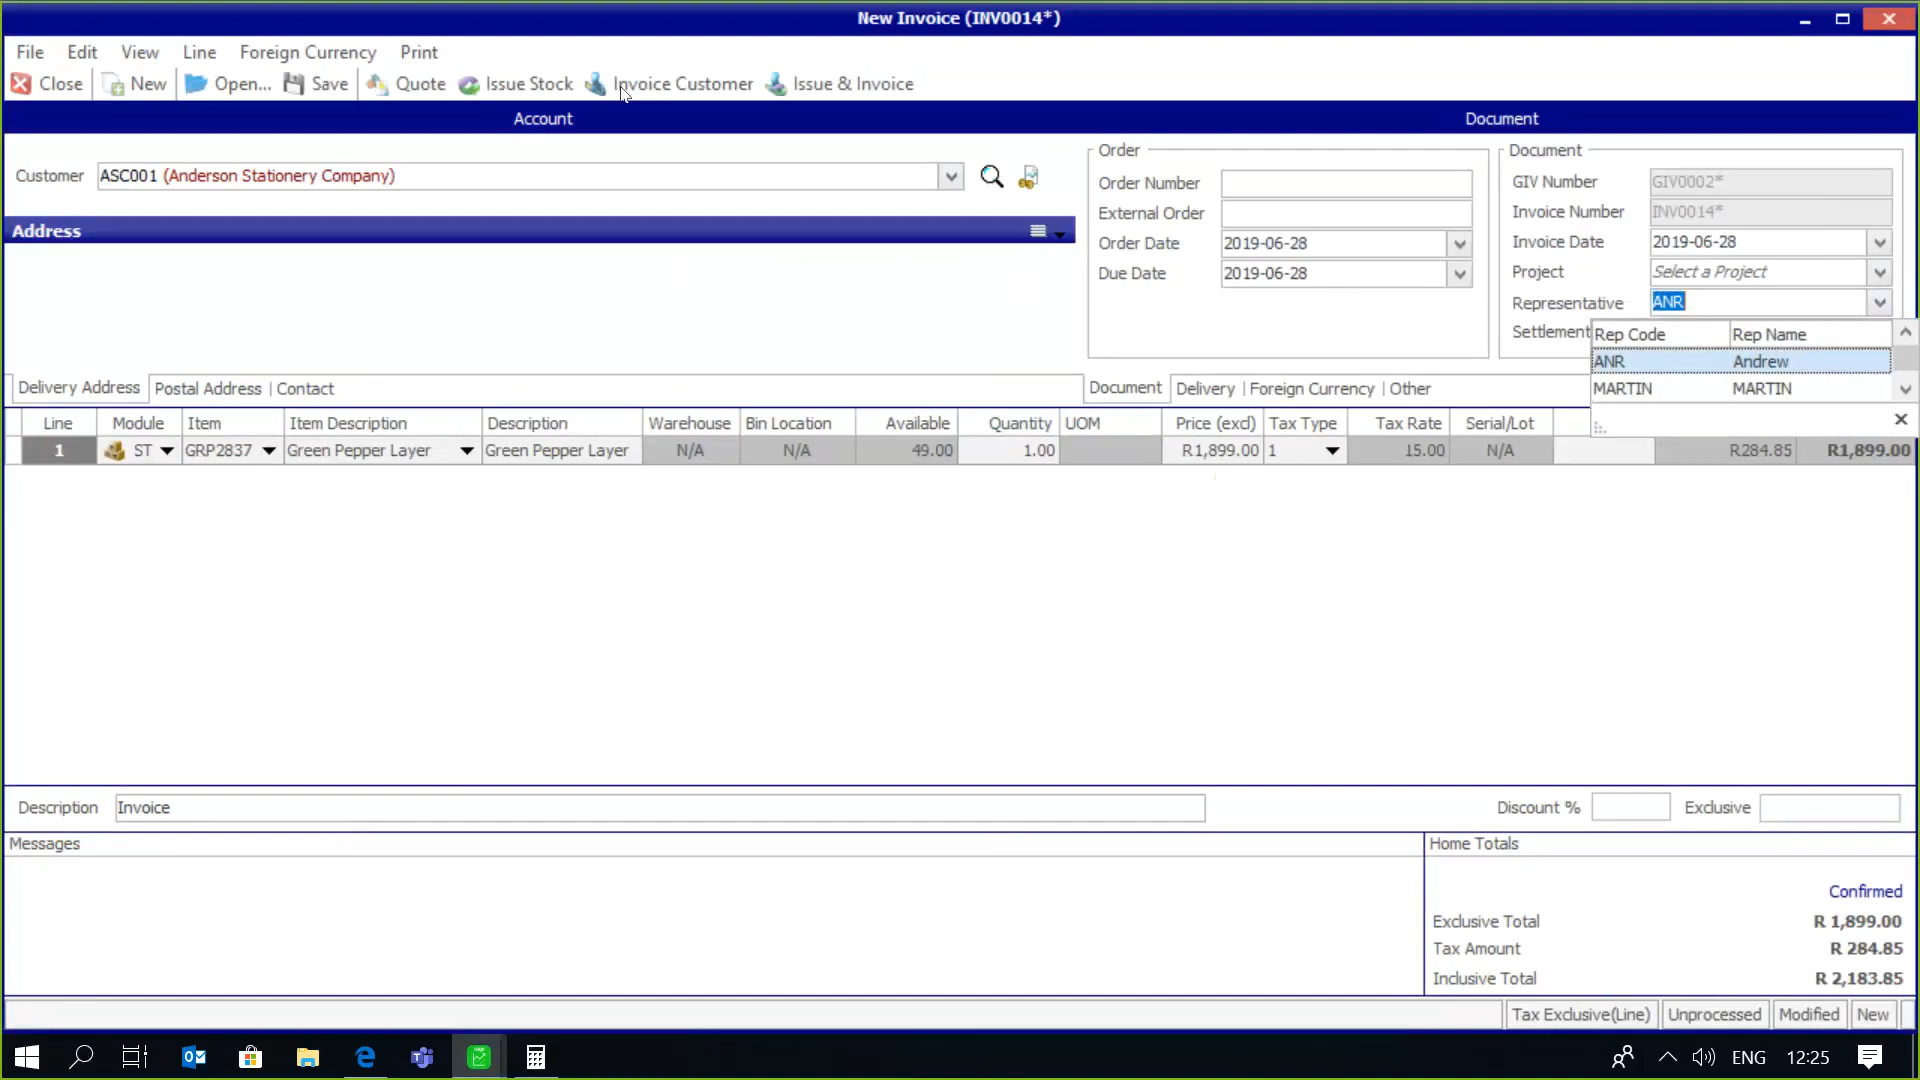 New Invoice (INV0014*)
File Edit View Line Foreign Currency Print
Close New Open... Save Quote Issue Stock Invoice Customer Issue & Invoice
Account Document
Customer ASC001 (Anderson Stationery Company)
Address
Order
Order Number
External Order
Order Date 2019-06-28
Due Date 2019-06-28
Document
GIV Number GIV0002*
Invoice Number INV0014*
Invoice Date 2019-06-28
Project Select a Project
Representative ANR
Settlement
Rep Code Rep Name
ANR Andrew
MARTIN MARTIN
Delivery Address Postal Address | Contact
Document Delivery | Foreign Currency | Other
Line Module Item Item Description Description Warehouse Bin Location Available Quantity UOM Price (excl) Tax Type Tax Rate Serial/Lot
1 ST GRP2837 Green Pepper Layer Green Pepper Layer N/A N/A 49.00 1.00 R1,899.00 1 15.00 N/A R284.85 R1,899.00
Description Invoice Discount % Exclusive
Messages
Home Totals
Confirmed
Exclusive Total R 1,899.00
Tax Amount R 284.85
Inclusive Total R 2,183.85
Tax Exclusive(Line) Unprocessed Modified New
ENG 12:25